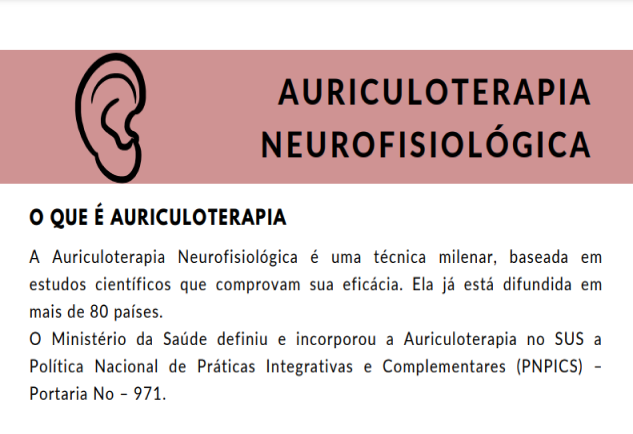 AURICULOTERAPIA
NEUROFISIOLÓGICA
O QUE É AURICULOTERAPIA
A Auriculoterapia Neurofisiológica é uma técnica milenar, baseada em
estudos científicos que comprovam sua eficácia. Ela já está difundida em
mais de 80 países.
O Ministério da Saúde definiu e incorporou a Auriculoterapia no SUS a
Política Nacional de Práticas Integrativas e Complementares (PNPICS) –
Portaria No – 971.